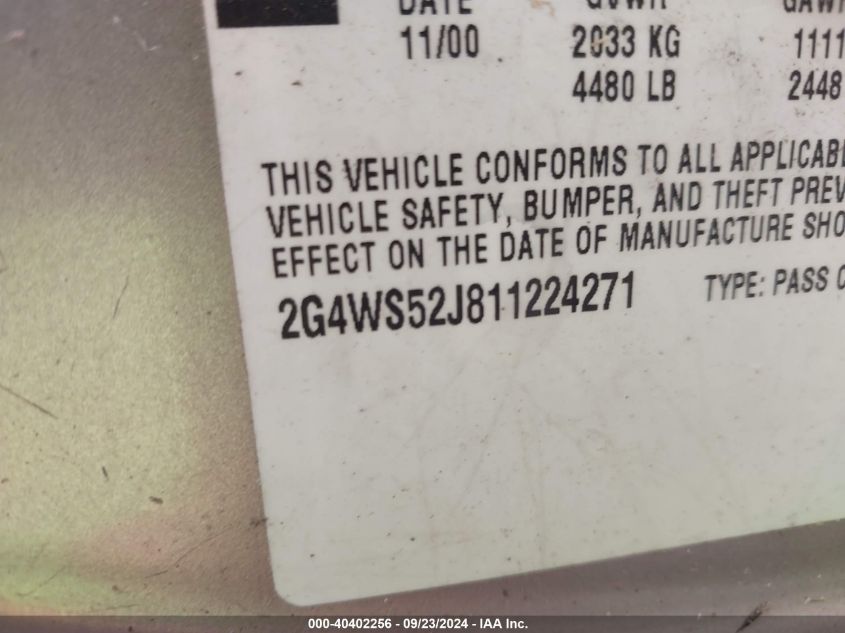 DATE GVWR GAWR
11/00 2033 KG 1111
4480 LB 2448
THIS VEHICLE CONFORMS TO ALL APPLICABL
VEHICLE SAFETY, BUMPER, AND THEFT PREV
EFFECT ON THE DATE OF MANUFACTURE SHO
2G4WS52J811224271 TYPE: PASS C
000-40402256 - 09/23/2024 - IAA Inc.